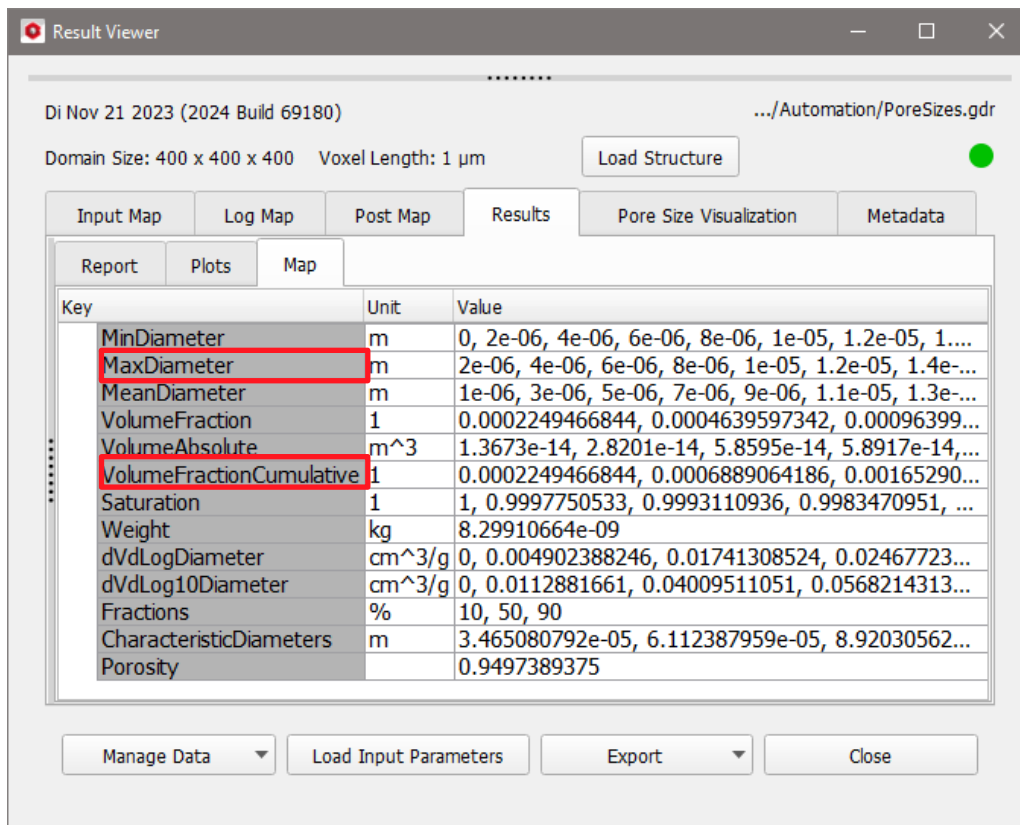 Result Viewer
Di Nov 21 2023 (2024 Build 69180) .../Automation/PoreSizes.gdr
Domain Size: 400 x 400 x 400 Voxel Length: 1 µm Load Structure
Input Map Log Map Post Map Results Pore Size Visualization Metadata
Report Plots Map
Key Unit Value
MinDiameter m 0, 2e-06, 4e-06, 6e-06, 8e-06, 1e-05, 1.2e-05, 1....
MaxDiameter m 2e-06, 4e-06, 6e-06, 8e-06, 1e-05, 1.2e-05, 1.4e-...
MeanDiameter m 1e-06, 3e-06, 5e-06, 7e-06, 9e-06, 1.1e-05, 1.3e-...
VolumeFraction 1 0.0002249466844, 0.0004639597342, 0.00096399...
VolumeAbsolute m^3 1.3673e-14, 2.8201e-14, 5.8595e-14, 5.8917e-14,...
VolumeFractionCumulative 1 0.0002249466844, 0.0006889064186, 0.00165290...
Saturation 1 1, 0.9997750533, 0.9993110936, 0.9983470951, ...
Weight kg 8.29910664e-09
dVdLogDiameter cm^3/g 0, 0.004902388246, 0.01741308524, 0.02467723...
dVdLog10Diameter cm^3/g 0, 0.0112881661, 0.04009511051, 0.0568214313...
Fractions % 10, 50, 90
CharacteristicDiameters m 3.465080792e-05, 6.112387959e-05, 8.92030562...
Porosity 0.9497389375
Manage Data Load Input Parameters Export Close